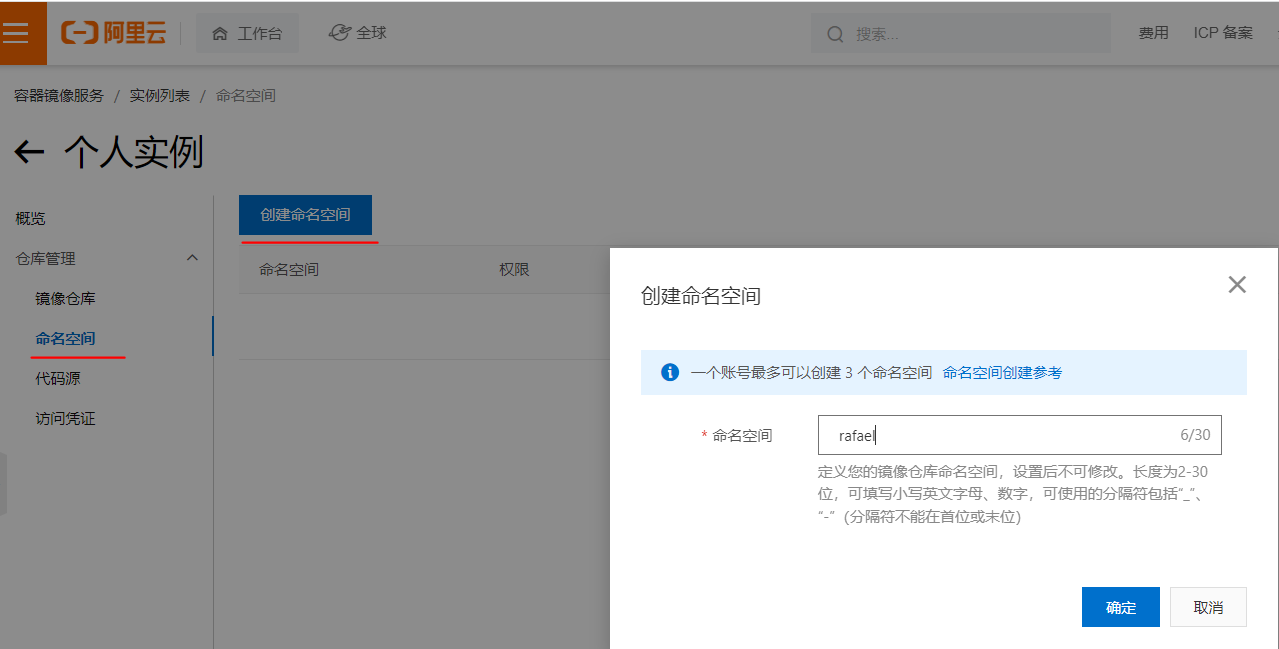 阿里云 工作台 全球 搜索... 费用 ICP 备案
容器镜像服务 / 实例列表 / 命名空间
个人实例
概览
仓库管理
镜像仓库
命名空间
代码源
访问凭证
创建命名空间
命名空间 权限
创建命名空间
一个账号最多可以创建 3 个命名空间 命名空间创建参考
* 命名空间 rafael 6/30
定义您的镜像仓库命名空间，设置后不可修改。长度为2-30
位，可填写小写英文字母、数字，可使用的分隔符包括“_”、
“-”（分隔符不能在首位或末位）
确定 取消